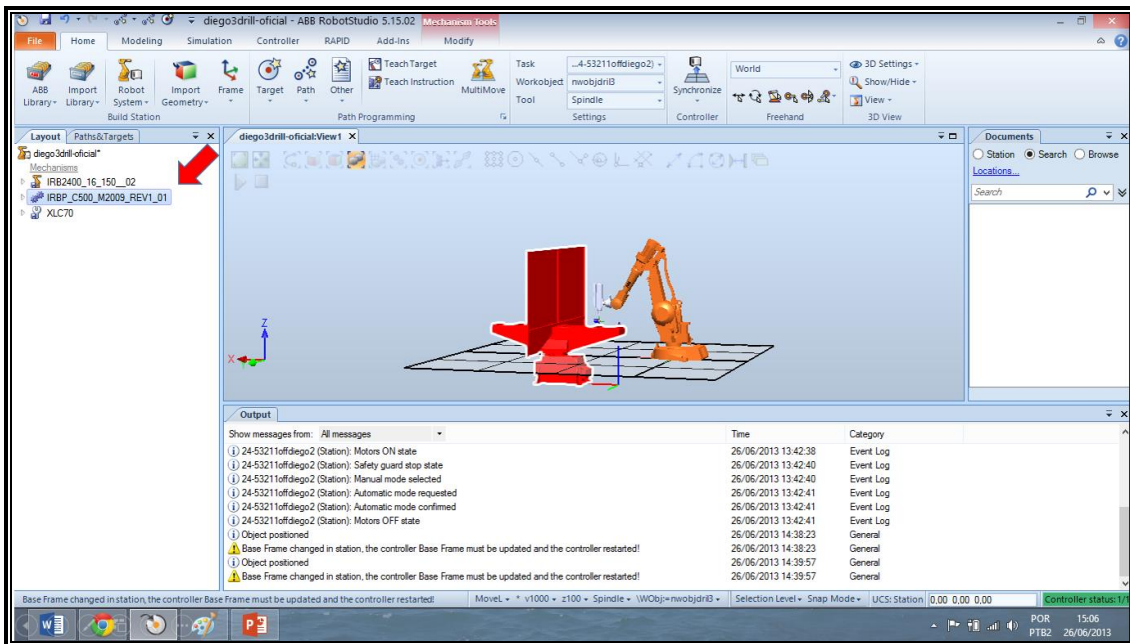 diego3drill-oficial - ABB RobotStudio 5.15.02
Mechanism Tools
File Home Modeling Simulation Controller RAPID Add-Ins Modify
ABB Library
Import Library
Robot System
Import Geometry
Build Station
Frame
Target
Path
Other
Teach Target
Teach Instruction
MultiMove
Path Programming
Task ...4-53211offdiego2)
Workobject nwobjdril3
Tool Spindle
Settings
Synchronize
Controller
World
Freehand
3D Settings
Show/Hide
View
3D View
Layout Paths&Targets
diego3drill-oficial*
Mechanisms
IRB2400_16_150__02
IRBP_C500_M2009_REV1_01
XLC70
diego3drill-oficial:View1
Z
X
Documents
Station Search Browse
Locations...
Search
Output
Show messages from: All messages Time Category
24-53211offdiego2 (Station): Motors ON state 26/06/2013 13:42:38 Event Log
24-53211offdiego2 (Station): Safety guard stop state 26/06/2013 13:42:40 Event Log
24-53211offdiego2 (Station): Manual mode selected 26/06/2013 13:42:40 Event Log
24-53211offdiego2 (Station): Automatic mode requested 26/06/2013 13:42:41 Event Log
24-53211offdiego2 (Station): Automatic mode confirmed 26/06/2013 13:42:41 Event Log
24-53211offdiego2 (Station): Motors OFF state 26/06/2013 13:42:41 Event Log
Object positioned 26/06/2013 14:38:23 General
Base Frame changed in station, the controller Base Frame must be updated and the controller restarted! 26/06/2013 14:38:23 General
Object positioned 26/06/2013 14:39:57 General
Base Frame changed in station, the controller Base Frame must be updated and the controller restarted! 26/06/2013 14:39:57 General
Base Frame changed in station, the controller Base Frame must be updated and the controller restarted! MoveL * v1000 z100 Spindle \WObj:=nwobjdril3 Selection Level Snap Mode UCS: Station 0,00 0,00 0,00 Controller status: 1/1
POR 15:06
PTB2 26/06/2013